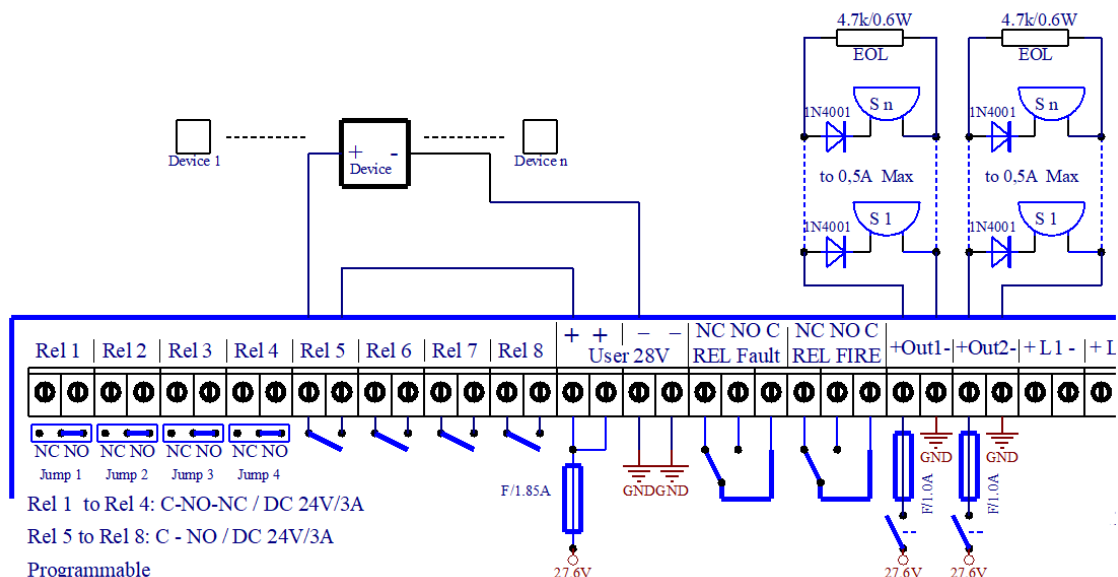 4.7k/0.6W
4.7k/0.6W
EOL
EOL
1N4001
S n
1N4001
S n
Device 1
+ -
Device
Device n
to 0,5A Max
to 0,5A Max
1N4001
S 1
1N4001
S 1
Rel 1
Rel 2
Rel 3
Rel 4
Rel 5
Rel 6
Rel 7
Rel 8
+ + - -
User 28V
NC NO C
REL Fault
NC NO C
REL FIRE
+Out1-
+Out2-
+ L 1 -
+ L
NC NO
NC NO
NC NO
NC NO
Jump 1
Jump 2
Jump 3
Jump 4
F/1.85A
GND
GND
GND
GND
F/1.0A
F/1.0A
Rel 1 to Rel 4: C-NO-NC / DC 24V/3A
Rel 5 to Rel 8: C - NO / DC 24V/3A
Programmable
27.6V
27.6V
27.6V